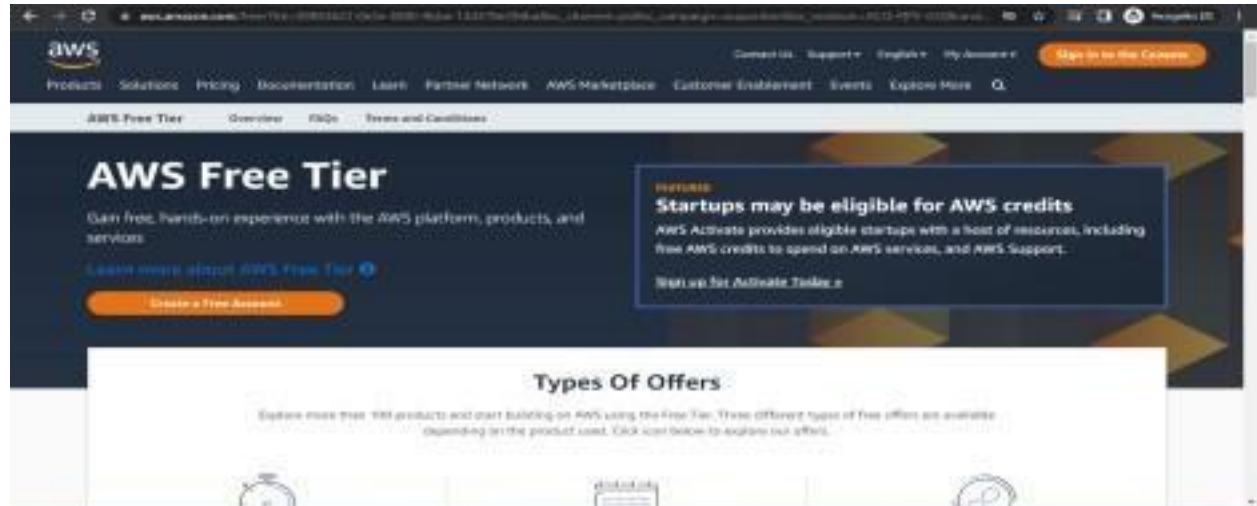 aws
Contact Us Support English My Account
Sign In to the Console
Products Solutions Pricing Documentation Learn Partner Network AWS Marketplace Customer Enablement Events Explore More
AWS Free Tier Overview FAQs Terms and Conditions
AWS Free Tier
Gain free, hands-on experience with the AWS platform, products, and
services
Learn more about AWS Free Tier
Create a Free Account
FEATURED
Startups may be eligible for AWS credits
AWS Activate provides eligible startups with a host of resources, including
free AWS credits to spend on AWS services, and AWS Support.
Sign up for Activate Today »
Types Of Offers
Explore more than 100 products and start building on AWS using the Free Tier. Three different types of free offers are available
depending on the product used. Click icon below to explore our offers.